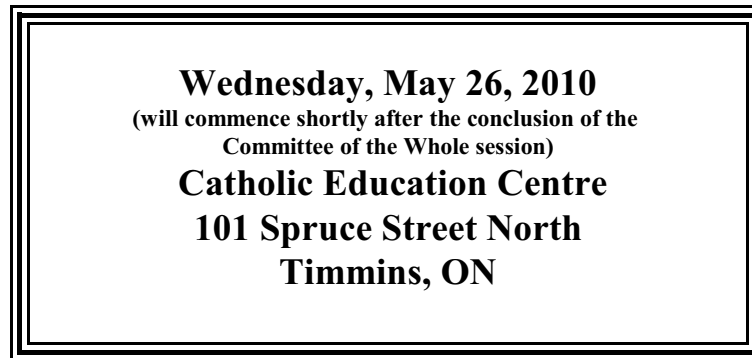 Wednesday, May 26, 2010
(will commence shortly after the conclusion of the
Committee of the Whole session)
Catholic Education Centre
101 Spruce Street North
Timmins, ON